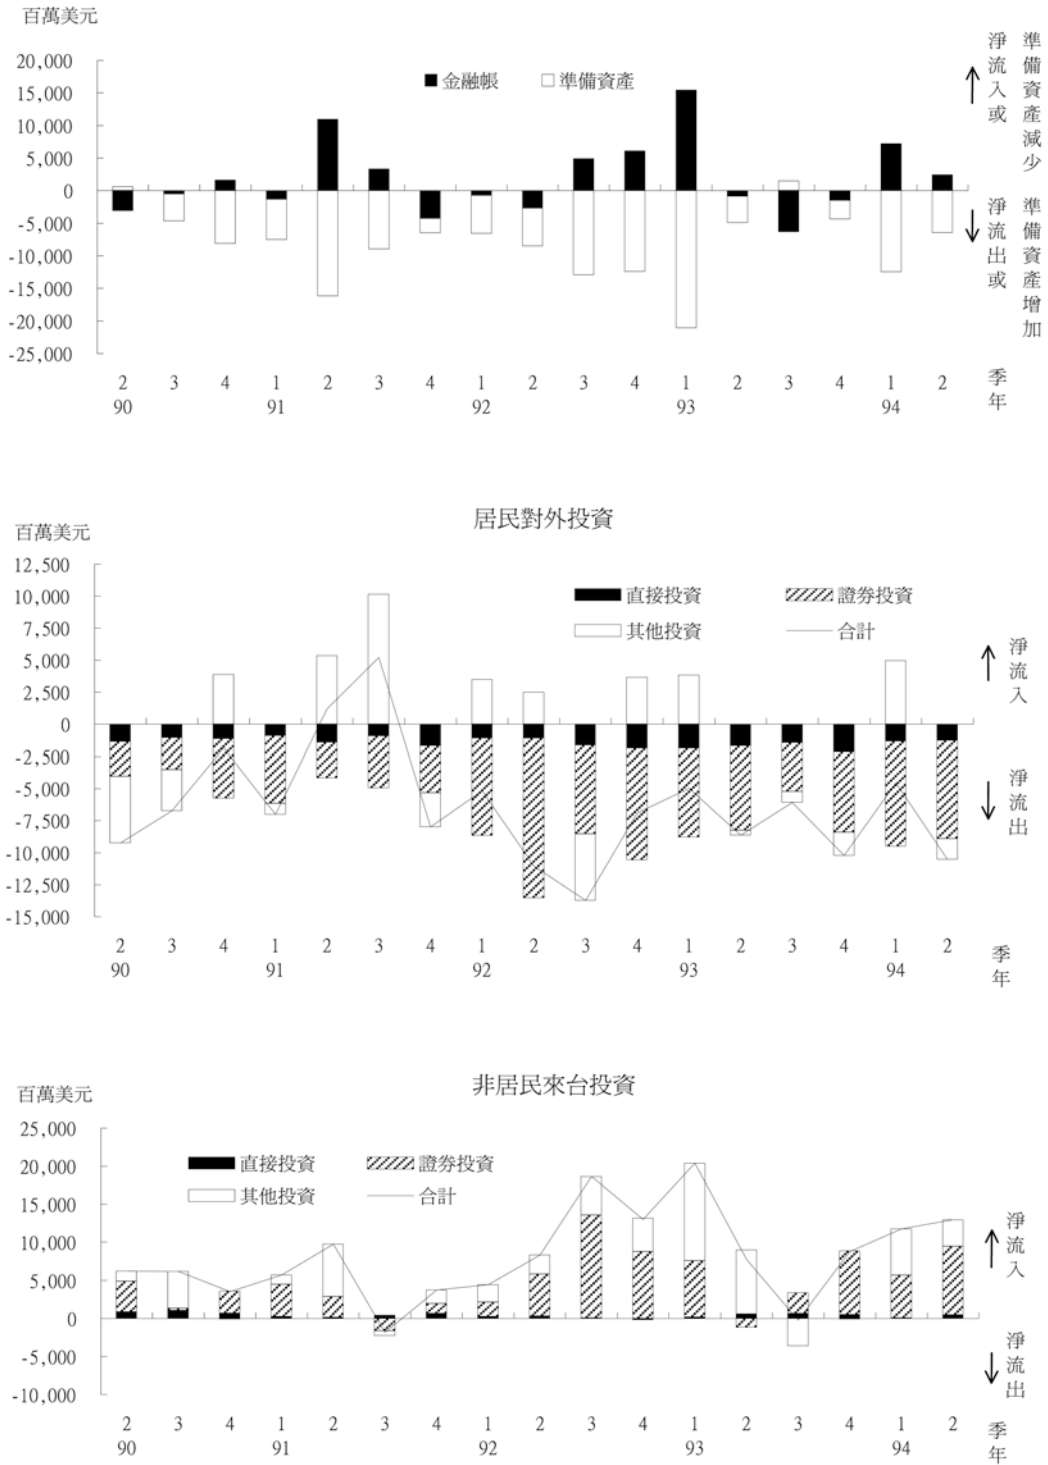 百萬美元
20,000
15,000
10,000
5,000
0
-5,000
-10,000
-15,000
-20,000
-25,000
金融帳 準備資產
淨流入或
準備資產減少
淨流出或
準備資產增加
2 3 4 1 2 3 4 1 2 3 4 1 2 3 4 1 2 季
90 91 92 93 94 年
居民對外投資
百萬美元
12,500
10,000
7,500
5,000
2,500
0
-2,500
-5,000
-7,500
-10,000
-12,500
-15,000
直接投資 證券投資
其他投資 合計
淨流入
淨流出
2 3 4 1 2 3 4 1 2 3 4 1 2 3 4 1 2 季
90 91 92 93 94 年
非居民來台投資
百萬美元
25,000
20,000
15,000
10,000
5,000
0
-5,000
-10,000
直接投資 證券投資
其他投資 合計
淨流入
淨流出
2 3 4 1 2 3 4 1 2 3 4 1 2 3 4 1 2 季
90 91 92 93 94 年